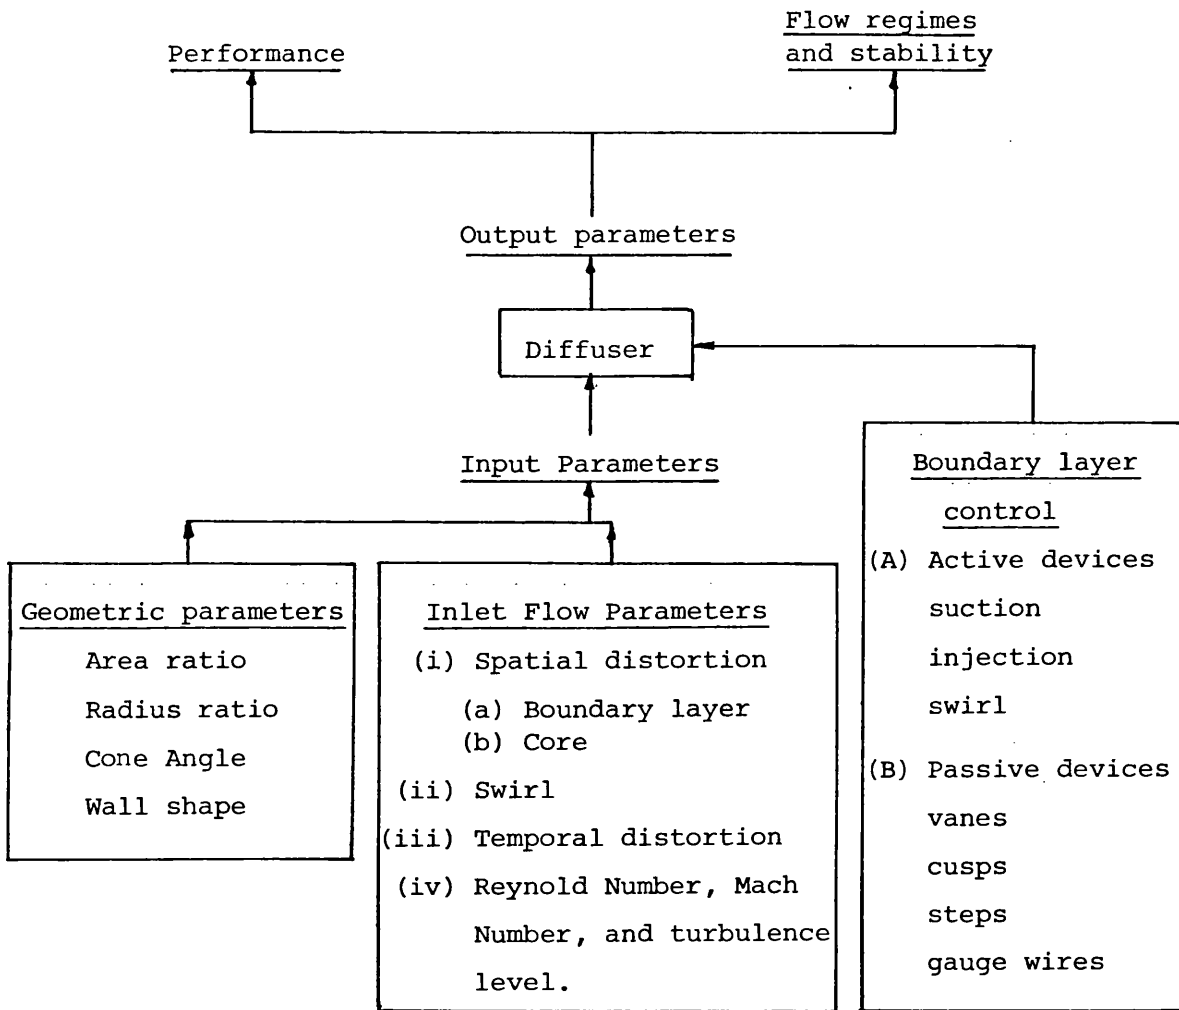 Performance
Flow regimes
and stability
Output parameters
Diffuser
Input Parameters
Geometric parameters
Area ratio
Radius ratio
Cone Angle
Wall shape
Inlet Flow Parameters
(i) Spatial distortion
(a) Boundary layer
(b) Core
(ii) Swirl
(iii) Temporal distortion
(iv) Reynold Number, Mach
Number, and turbulence
level.
Boundary layer
control
(A) Active devices
suction
injection
swirl
(B) Passive devices
vanes
cusps
steps
gauge wires